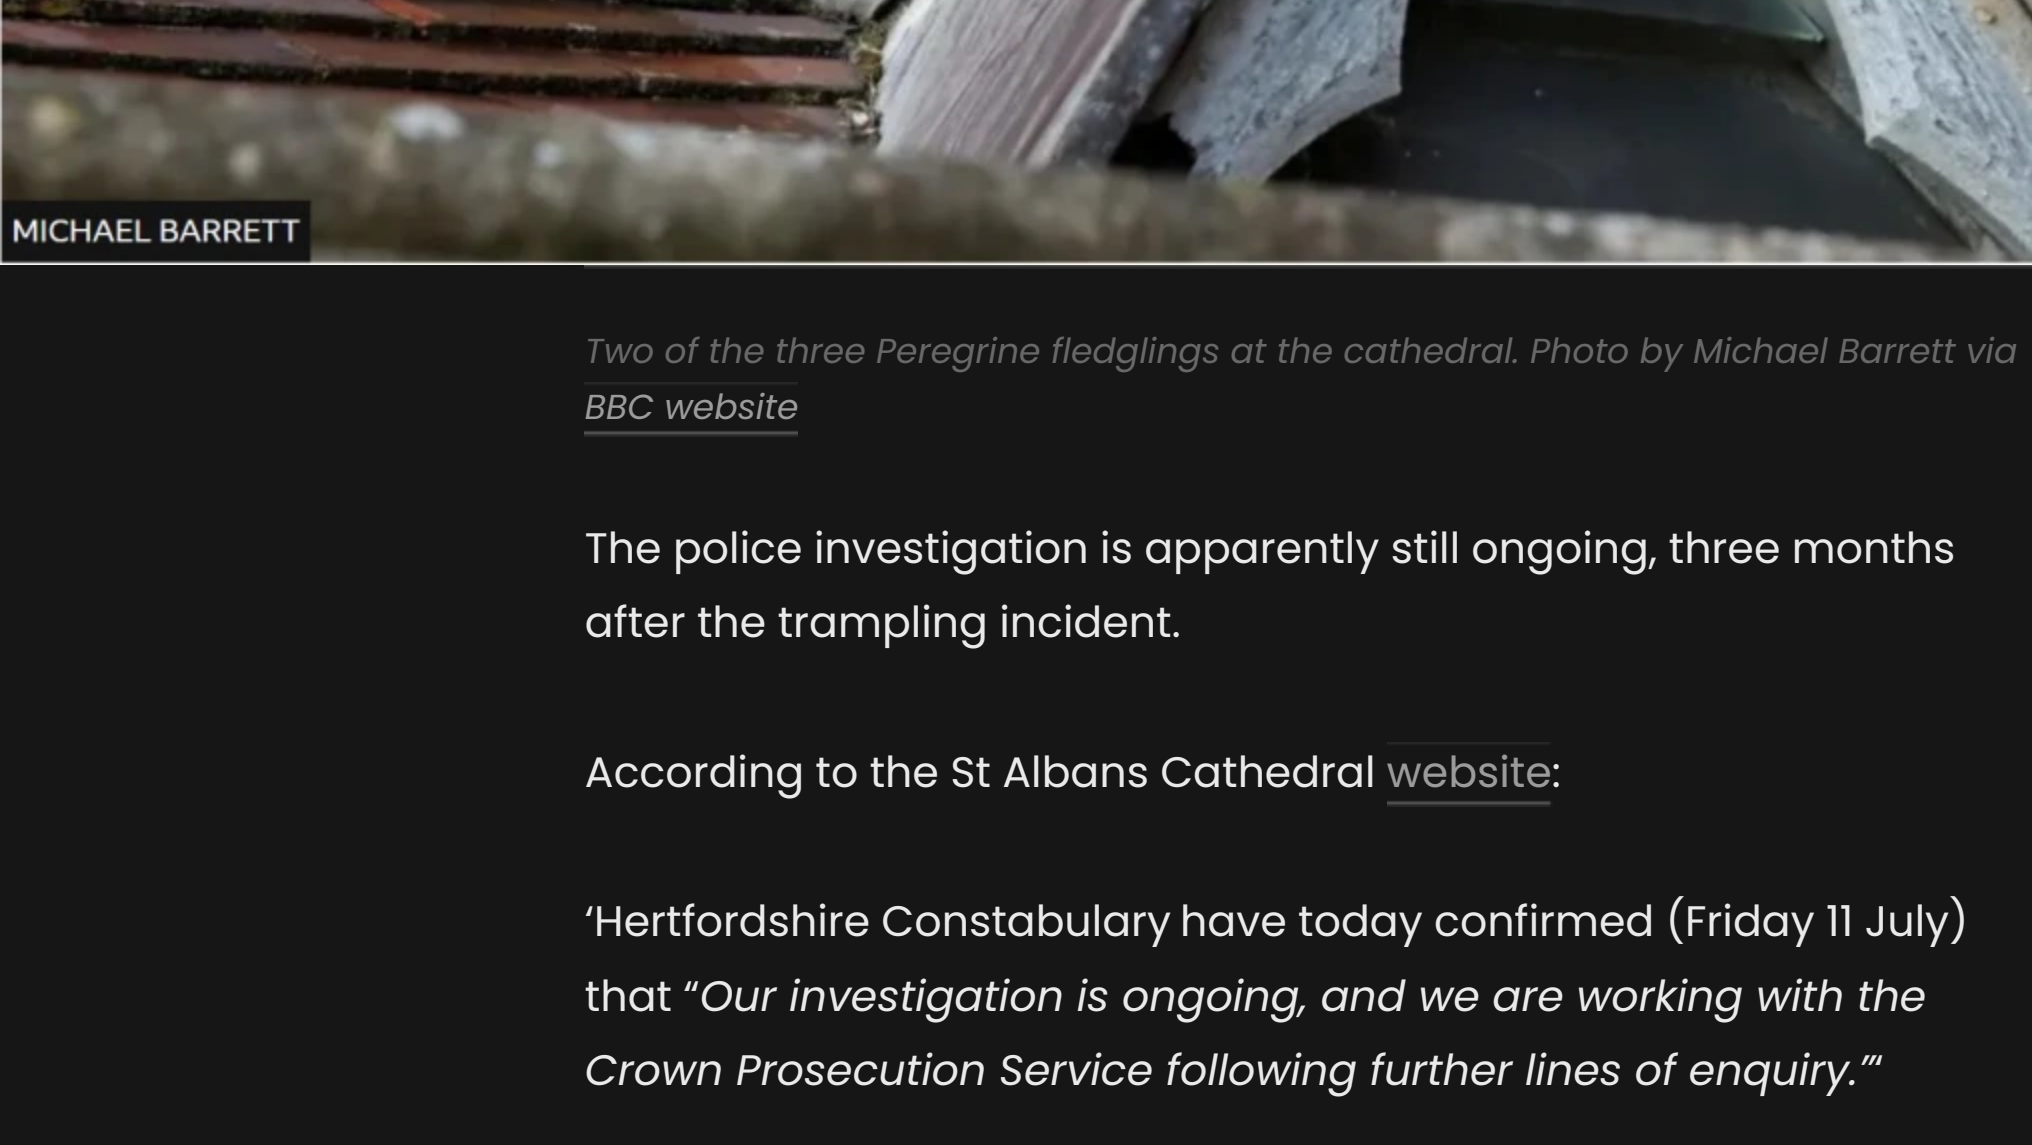 MICHAEL BARRETT
Two of the three Peregrine fledglings at the cathedral. Photo by Michael Barrett via
BBC website
The police investigation is apparently still ongoing, three months
after the trampling incident.
According to the St Albans Cathedral website:
‘Hertfordshire Constabulary have today confirmed (Friday 11 July)
that “Our investigation is ongoing, and we are working with the
Crown Prosecution Service following further lines of enquiry.”‘